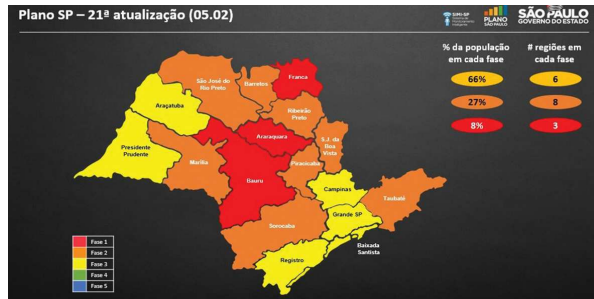 Plano SP – 21ª atualização (05.02)
SIMI-SP
PLANO
SÃO PAULO
SÃO PAULO
GOVERNO DO ESTADO
% da população
em cada fase
# regiões em
cada fase
66%
6
27%
8
8%
3
São José do
Rio Preto
Barretos
Franca
Araçatuba
Ribeirão
Preto
Araraquara
S.J. da
Boa
Vista
Presidente
Prudente
Marília
Piracicaba
Bauru
Campinas
Taubaté
Grande SP
Sorocaba
Baixada
Santista
Registro
Fase 1
Fase 2
Fase 3
Fase 4
Fase 5